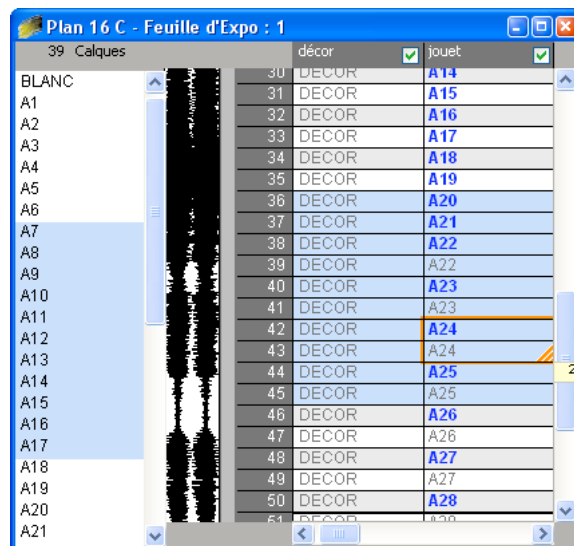 Plan 16 C - Feuille d'Expo : 1
39 Calques décor jouet
BLANC
A1
A2
A3
A4
A5
A6
A7
A8
A9
A10
A11
A12
A13
A14
A15
A16
A17
A18
A19
A20
A21
30 DECOR A14
31 DECOR A15
32 DECOR A16
33 DECOR A17
34 DECOR A18
35 DECOR A19
36 DECOR A20
37 DECOR A21
38 DECOR A22
39 DECOR A22
40 DECOR A23
41 DECOR A23
42 DECOR A24
43 DECOR A24
44 DECOR A25
45 DECOR A25
46 DECOR A26
47 DECOR A26
48 DECOR A27
49 DECOR A27
50 DECOR A28
51 DECOR A28
2